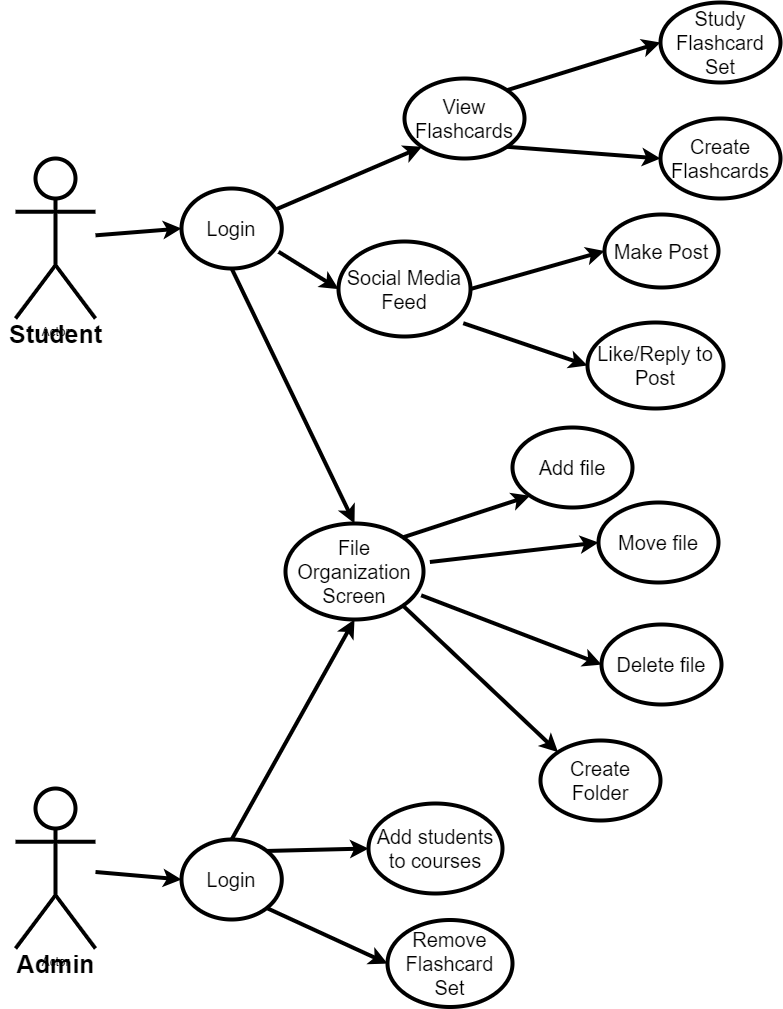 Study
Flashcard
Set
View
Flashcards
Create
Flashcards
Login
Make Post
Social Media
Feed
Student
Like/Reply to
Post
Add file
Move file
File
Organization
Screen
Delete file
Create
Folder
Add students
to courses
Login
Remove
Flashcard
Set
Admin